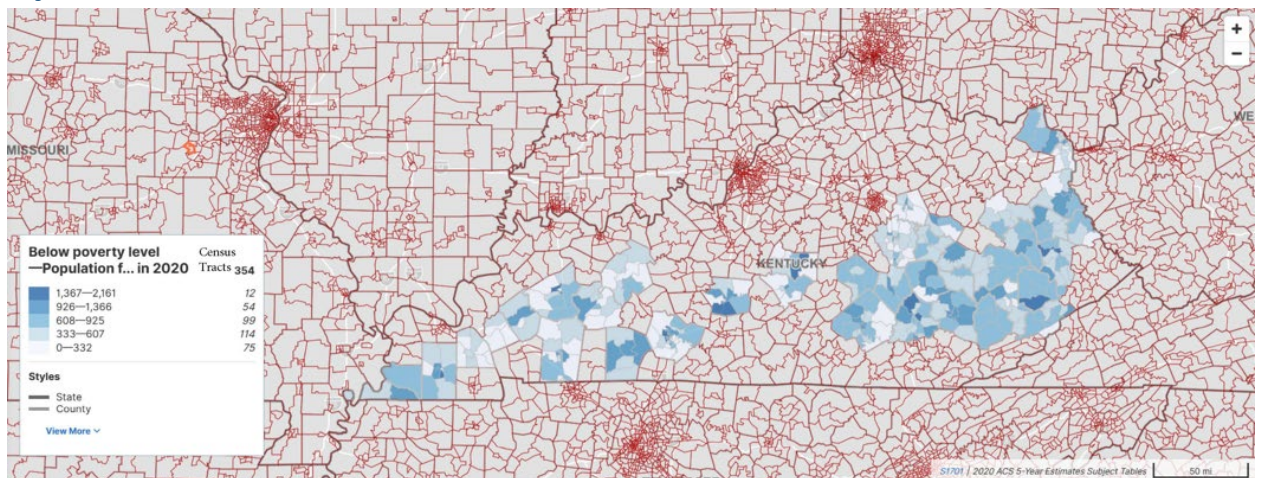 +
−
MISSOURI
WE
KENTUCKY
Below poverty level
—Population f... in 2020
Census
Tracts 354
1,367—2,161 12
926—1,366 54
608—925 99
333—607 114
0—332 75
Styles
State
County
View More
S1701 | 2020 ACS 5-Year Estimates Subject Tables
50 mi